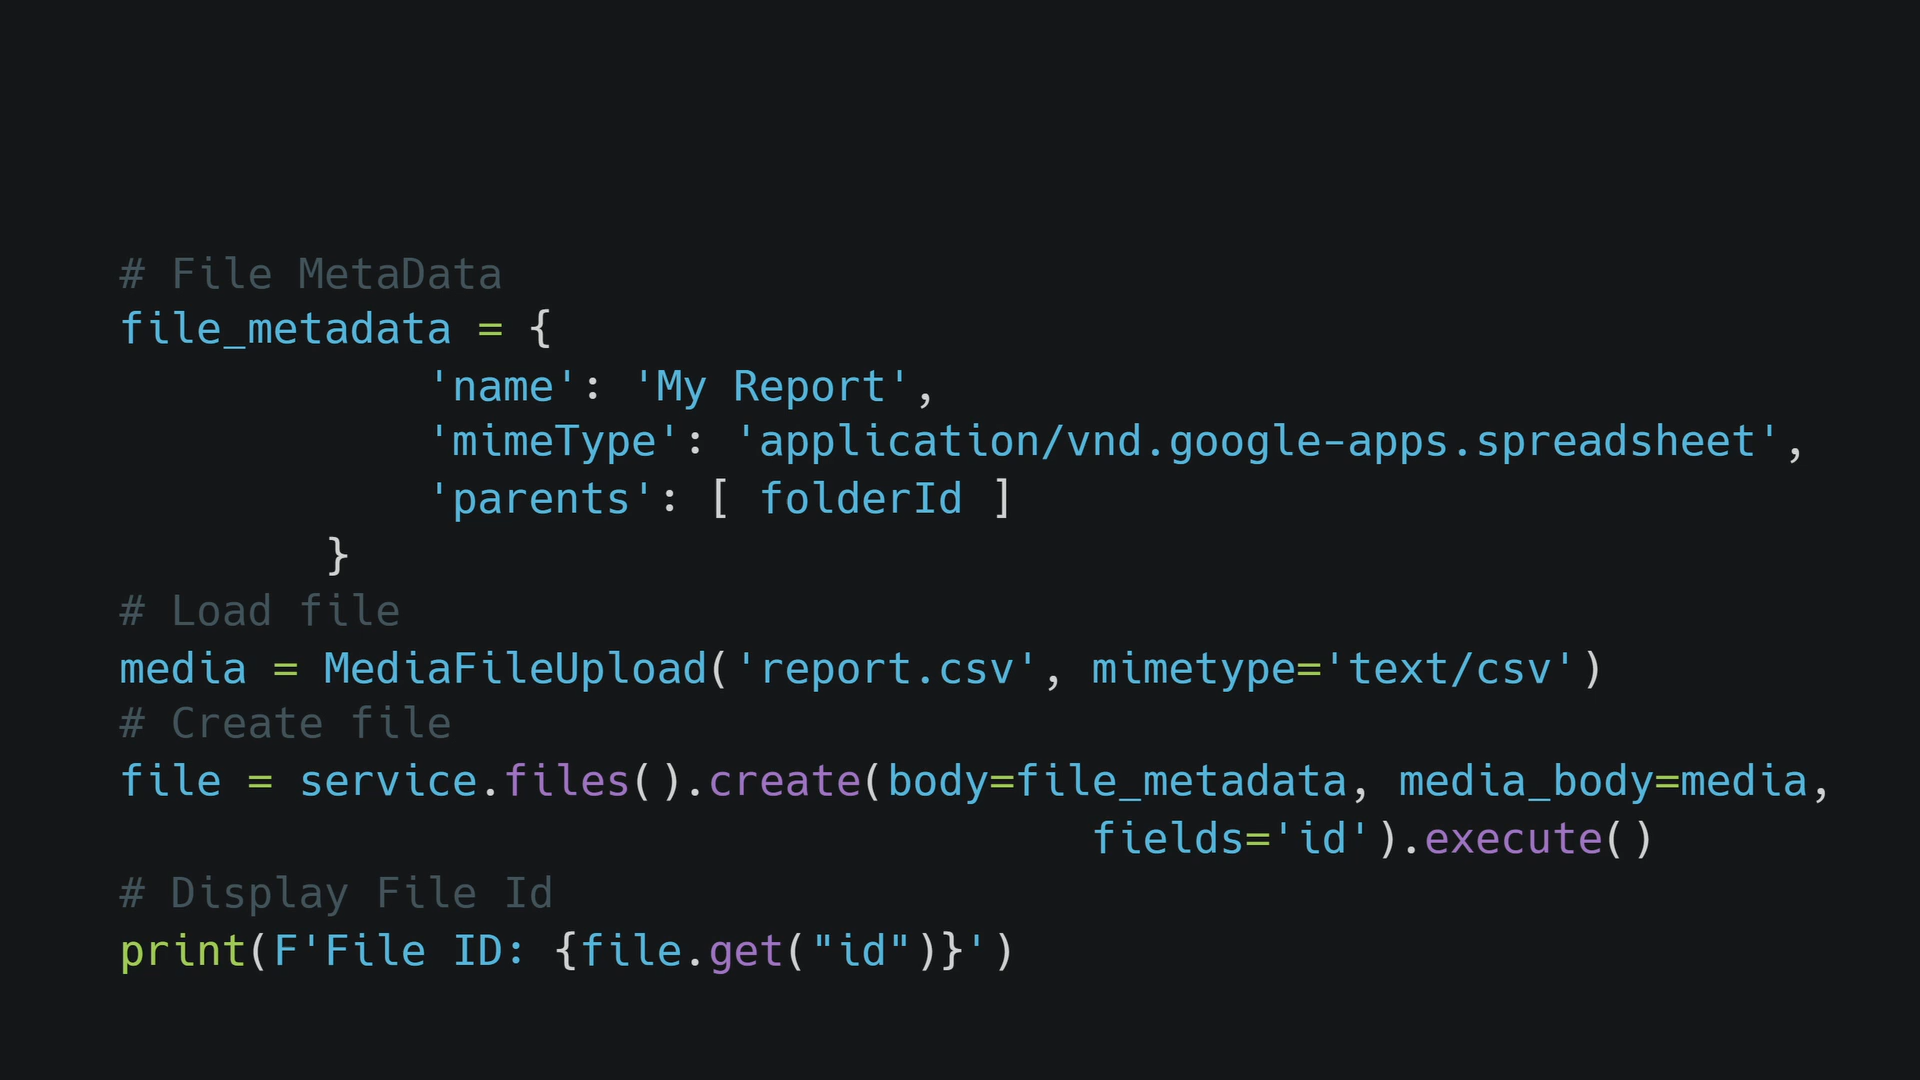 # File MetaData
file_metadata = {
            'name': 'My Report',
            'mimeType': 'application/vnd.google-apps.spreadsheet',
            'parents': [ folderId ]
        }
# Load file
media = MediaFileUpload('report.csv', mimetype='text/csv')
# Create file
file = service.files().create(body=file_metadata, media_body=media,
                                      fields='id').execute()
# Display File Id
print(F'File ID: {file.get("id")}')